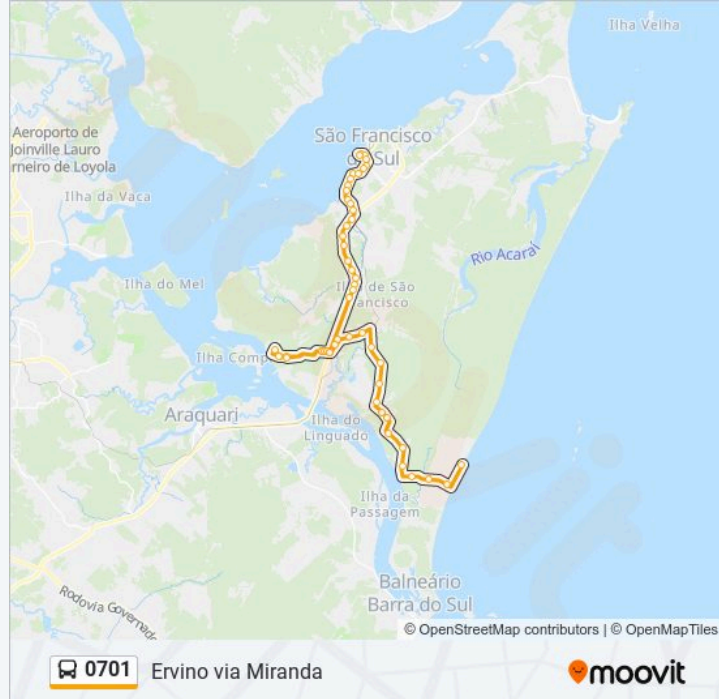 Ilha Velha
Aeroporto de
Joinville Lauro
rneiro de Loyola
São Francisco
do Sul
Ilha da Vaca
Rio Acaraí
Ilha do Mel
Ilha de São
Francisco
Ilha Comp
Araquari
Ilha do
Linguado
Ilha da
Passagem
Balneário
Barra do Sul
Rodovia Governado
© OpenStreetMap contributors | © OpenMapTiles
0701 Ervino via Miranda
moovit